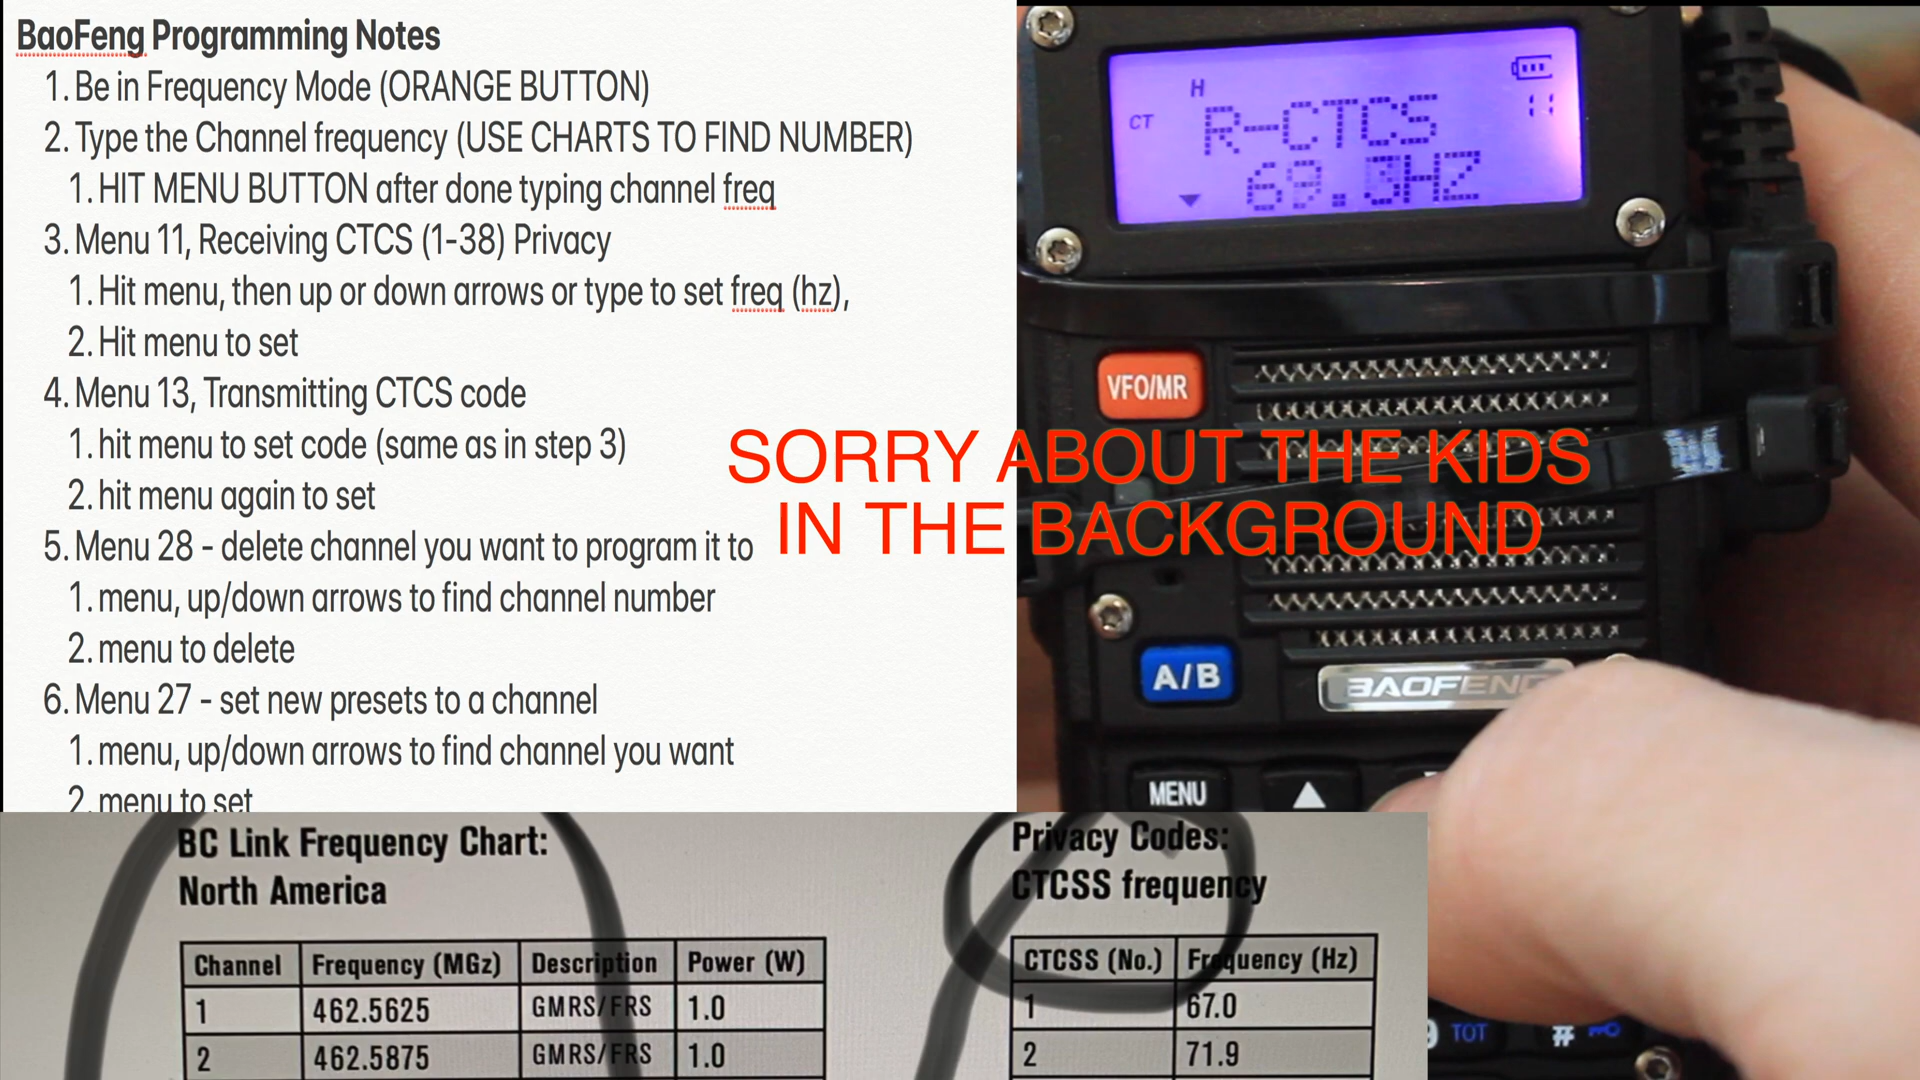 BaoFeng Programming Notes
1. Be in Frequency Mode (ORANGE BUTTON)
2. Type the Channel frequency (USE CHARTS TO FIND NUMBER)
1. HIT MENU BUTTON after done typing channel freq
3. Menu 11, Receiving CTCS (1-38) Privacy
1. Hit menu, then up or down arrows or type to set freq (hz),
2. Hit menu to set
4. Menu 13, Transmitting CTCS code
1. hit menu to set code (same as in step 3)
2. hit menu again to set
5. Menu 28 - delete channel you want to program it to
1. menu, up/down arrows to find channel number
2. menu to delete
6. Menu 27 - set new presets to a channel
1. menu, up/down arrows to find channel you want
2. menu to set
H
CT R-CTCS 11
VFO/MR
SORRY ABOUT THE KIDS
IN THE BACKGROUND
A/B
BAOFENG
MENU
BC Link Frequency Chart:
North America
Channel Frequency (MGz) Description Power (W)
1 462.5625 GMRS/FRS 1.0
2 462.5875 GMRS/FRS 1.0
Privacy Codes:
CTCSS frequency
CTCSS (No.) Frequency (Hz)
1 67.0
2 71.9
9 TOT #